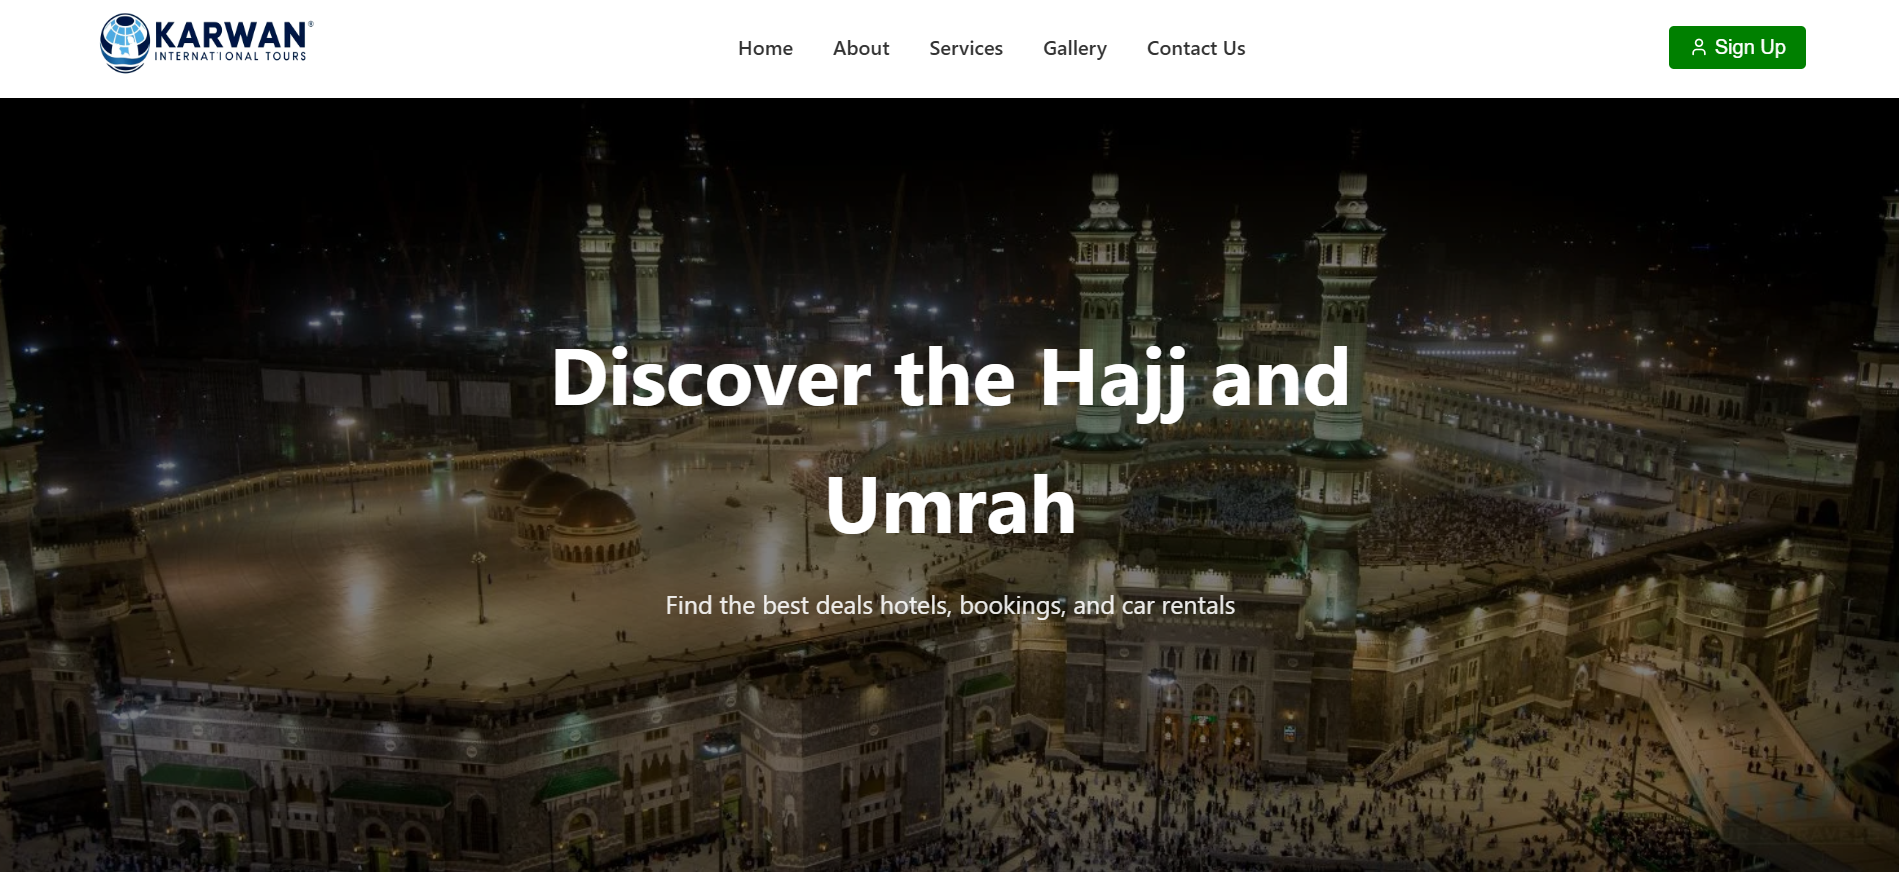 KARWAN®
INTERNATIONAL TOURS
Home
About
Services
Gallery
Contact Us
Sign Up
Discover the Hajj and
Umrah
Find the best deals hotels, bookings, and car rentals